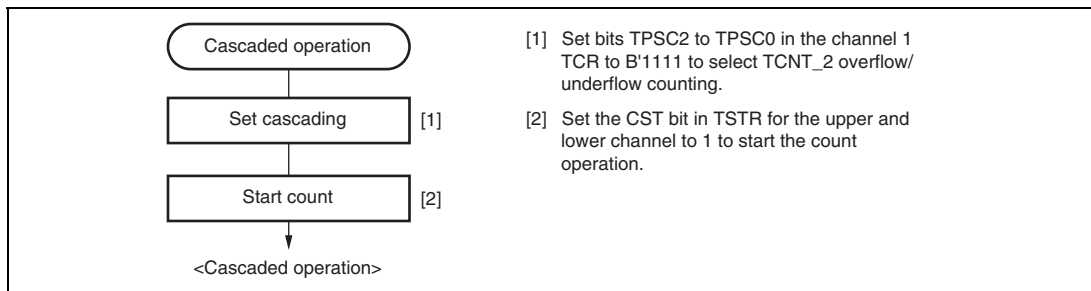 Cascaded operation
Set cascading
[1]
Start count
[2]
<Cascaded operation>
[1] Set bits TPSC2 to TPSC0 in the channel 1
TCR to B'1111 to select TCNT_2 overflow/
underflow counting.
[2] Set the CST bit in TSTR for the upper and
lower channel to 1 to start the count
operation.